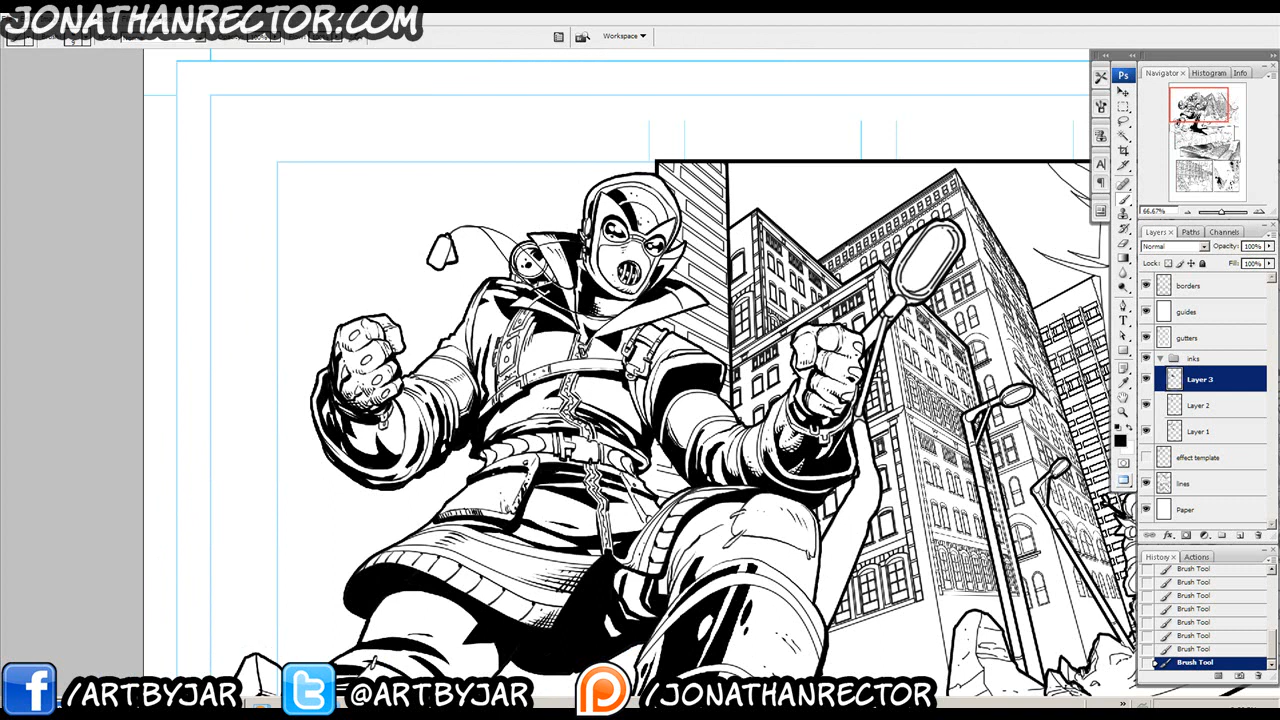 JONATHANRECTOR.COM
Workspace
Ps
Navigator × Histogram Info
66.67%
Layers × Paths Channels
Normal Opacity: 100%
Lock: Fill: 100%
borders
guides
gutters
inks
Layer 3
Layer 2
Layer 1
effect template
lines
Paper
History × Actions
Brush Tool
Brush Tool
Brush Tool
Brush Tool
Brush Tool
Brush Tool
Brush Tool
Brush Tool
/ARTBYJAR @ARTBYJAR /JONATHANRECTOR